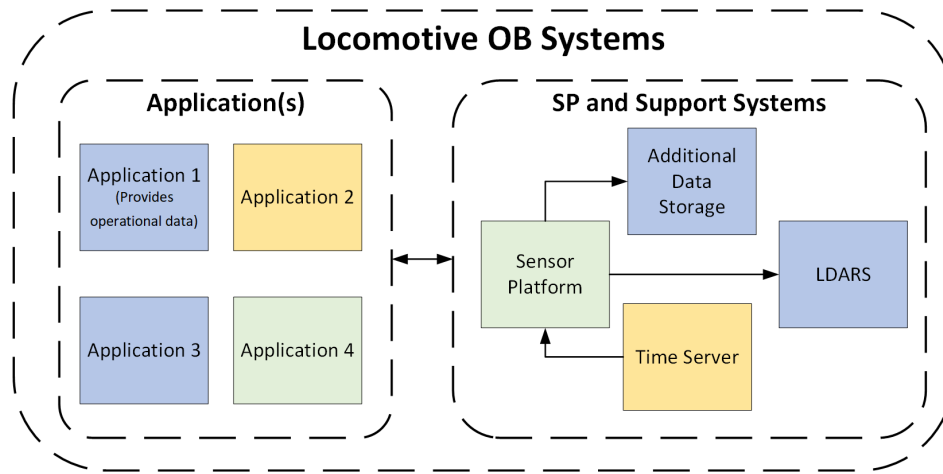 Locomotive OB Systems
Application(s)
Application 1
(Provides
operational data)
Application 2
Application 3
Application 4
SP and Support Systems
Additional
Data
Storage
Sensor
Platform
LDARS
Time Server